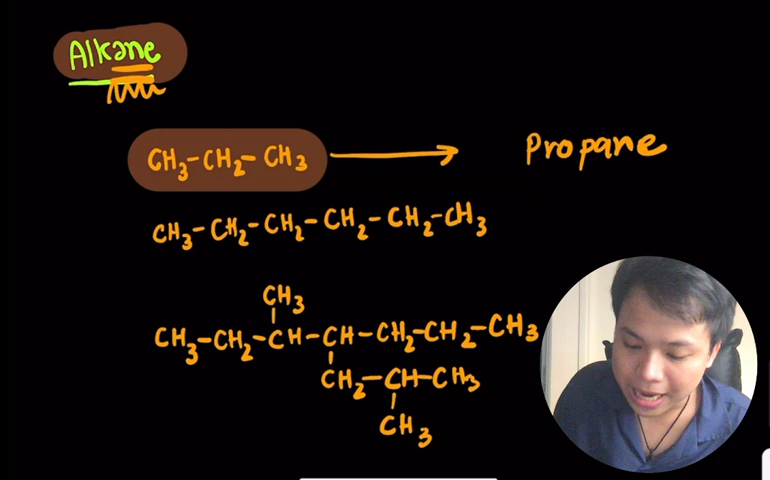 Alkane
CH3-CH2-CH3 → Propane
CH3-CH2-CH2-CH2-CH2-CH3
CH3
CH3-CH2-CH-CH-CH2-CH2-CH3
CH2-CH-CH3
CH3